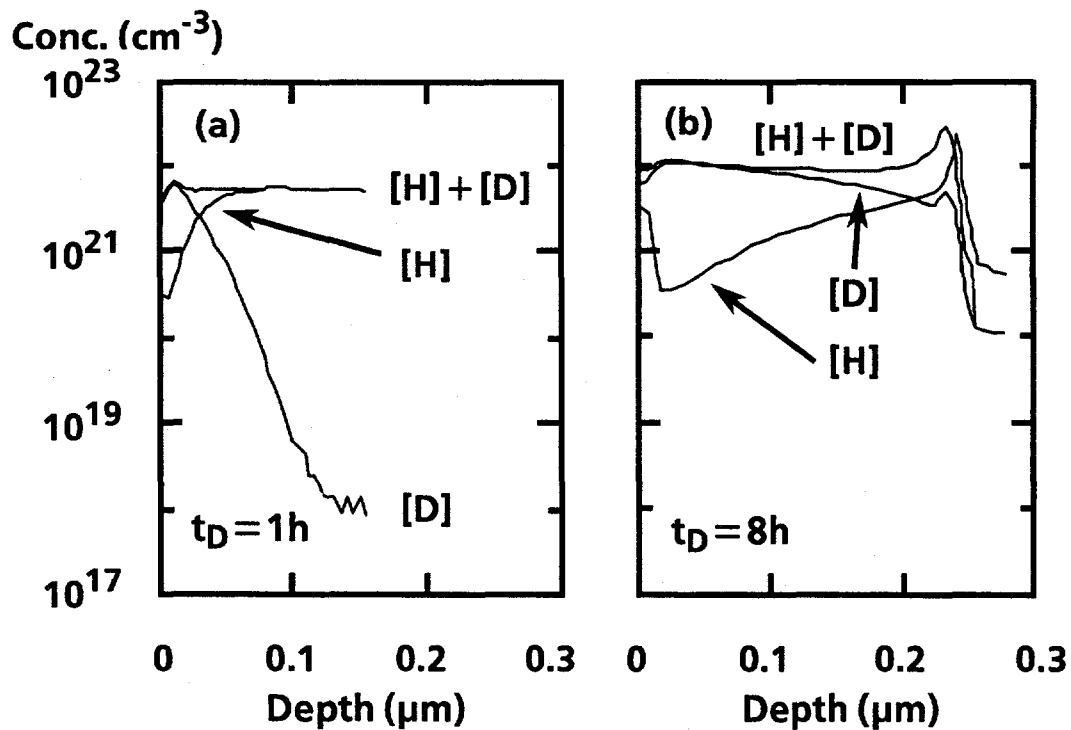 Conc. (cm⁻³)
10²³
10²¹
10¹⁹
10¹⁷
(a)
[H] + [D]
[H]
[D]
t_D = 1h
0 0.1 0.2 0.3
Depth (µm)
(b)
[H] + [D]
[D]
[H]
t_D = 8h
0 0.1 0.2 0.3
Depth (µm)